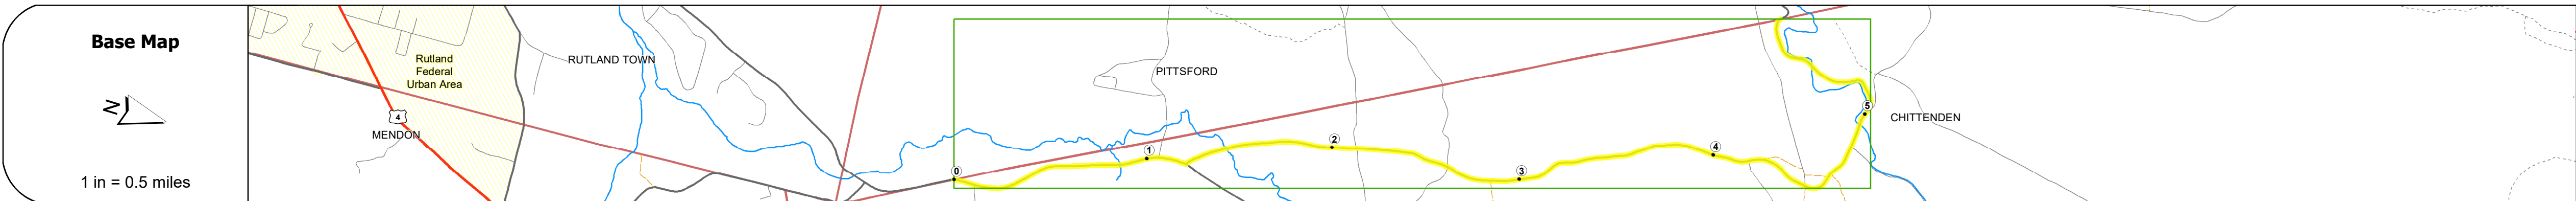 Base Map
N
1 in = 0.5 miles
Rutland
Federal
Urban Area
4
MENDON
RUTLAND TOWN
PITTSFORD
CHITTENDEN
0
1
2
3
4
5